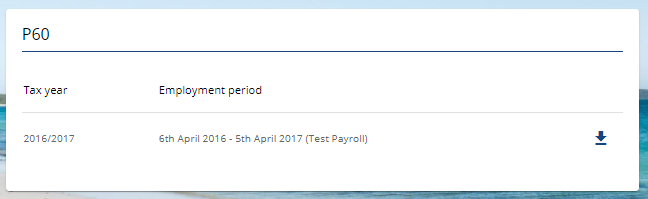 P60
Tax year Employment period
2016/2017 6th April 2016 - 5th April 2017 (Test Payroll)